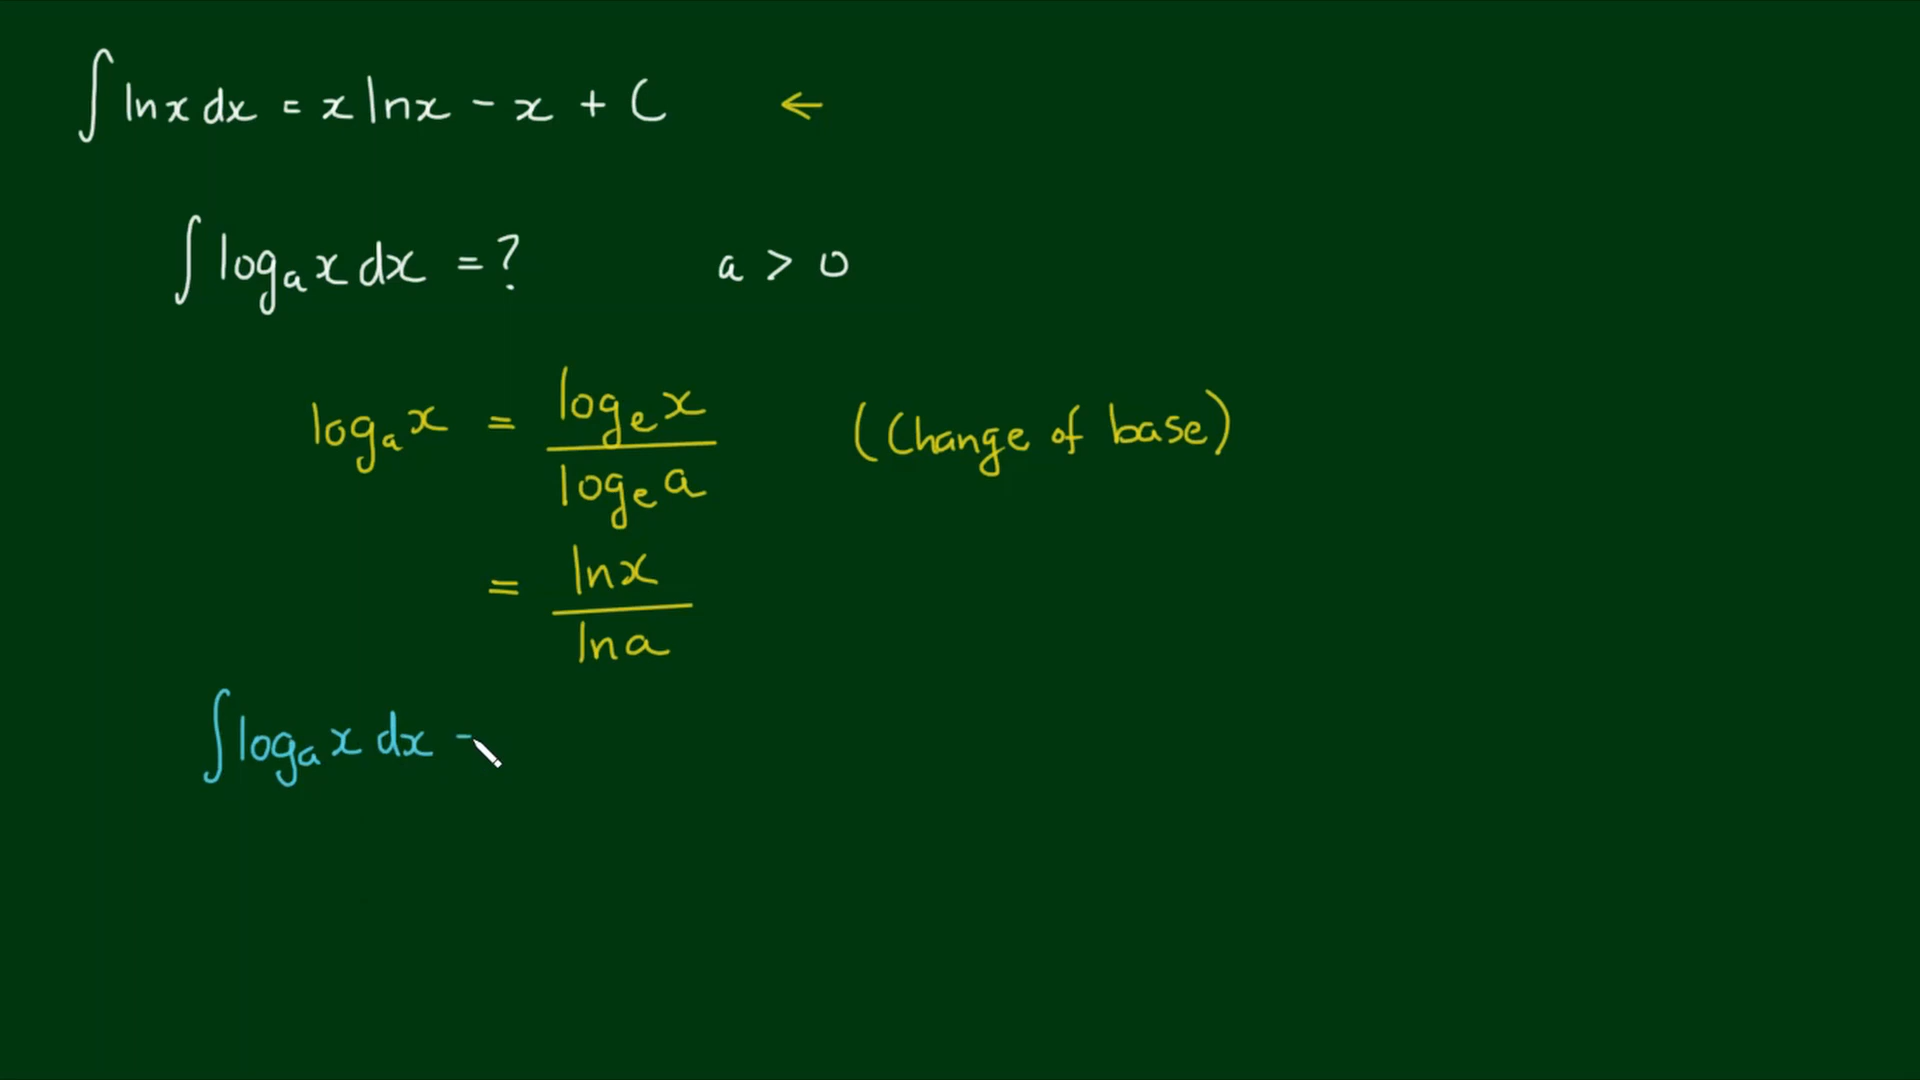 ∫ ln x dx = x ln x - x + C ←
∫ logₐ x dx = ? a > 0
logₐ x = logₑ x / logₑ a (Change of base)
= ln x / ln a
∫ logₐ x dx -